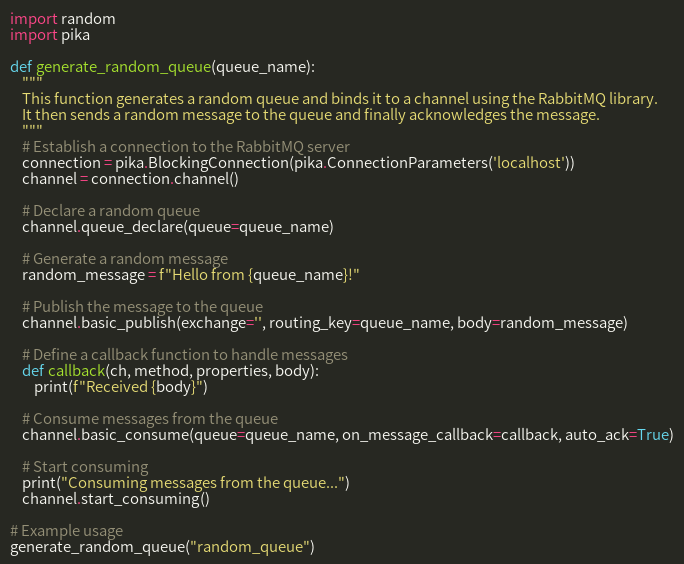 import random
import pika

def generate_random_queue(queue_name):
    """
    This function generates a random queue and binds it to a channel using the RabbitMQ library.
    It then sends a random message to the queue and finally acknowledges the message.
    """
    # Establish a connection to the RabbitMQ server
    connection = pika.BlockingConnection(pika.ConnectionParameters('localhost'))
    channel = connection.channel()

    # Declare a random queue
    channel.queue_declare(queue=queue_name)

    # Generate a random message
    random_message = f"Hello from {queue_name}!"

    # Publish the message to the queue
    channel.basic_publish(exchange='', routing_key=queue_name, body=random_message)

    # Define a callback function to handle messages
    def callback(ch, method, properties, body):
        print(f"Received {body}")

    # Consume messages from the queue
    channel.basic_consume(queue=queue_name, on_message_callback=callback, auto_ack=True)

    # Start consuming
    print("Consuming messages from the queue...")
    channel.start_consuming()

# Example usage
generate_random_queue("random_queue")